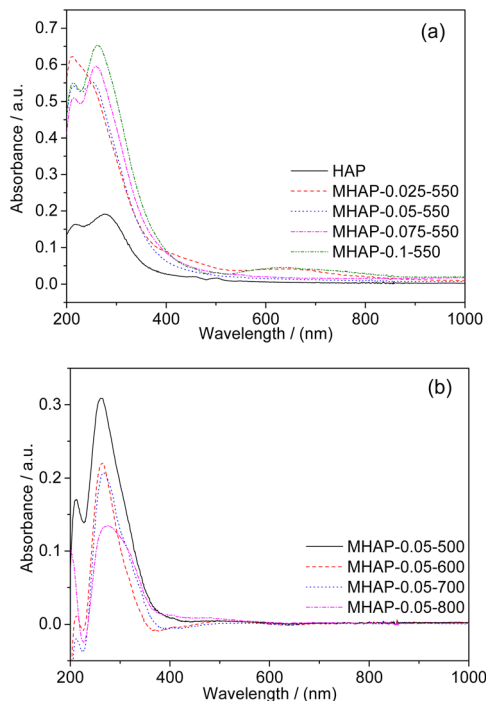 (a)
0.7
0.6
0.5
0.4
0.3
0.2
0.1
0.0
Absorbance / a.u.
HAP
MHAP-0.025-550
MHAP-0.05-550
MHAP-0.075-550
MHAP-0.1-550
200 400 600 800 1000
Wavelength / (nm)
(b)
0.3
0.2
0.1
0.0
Absorbance / a.u.
MHAP-0.05-500
MHAP-0.05-600
MHAP-0.05-700
MHAP-0.05-800
200 400 600 800 1000
Wavelength / (nm)